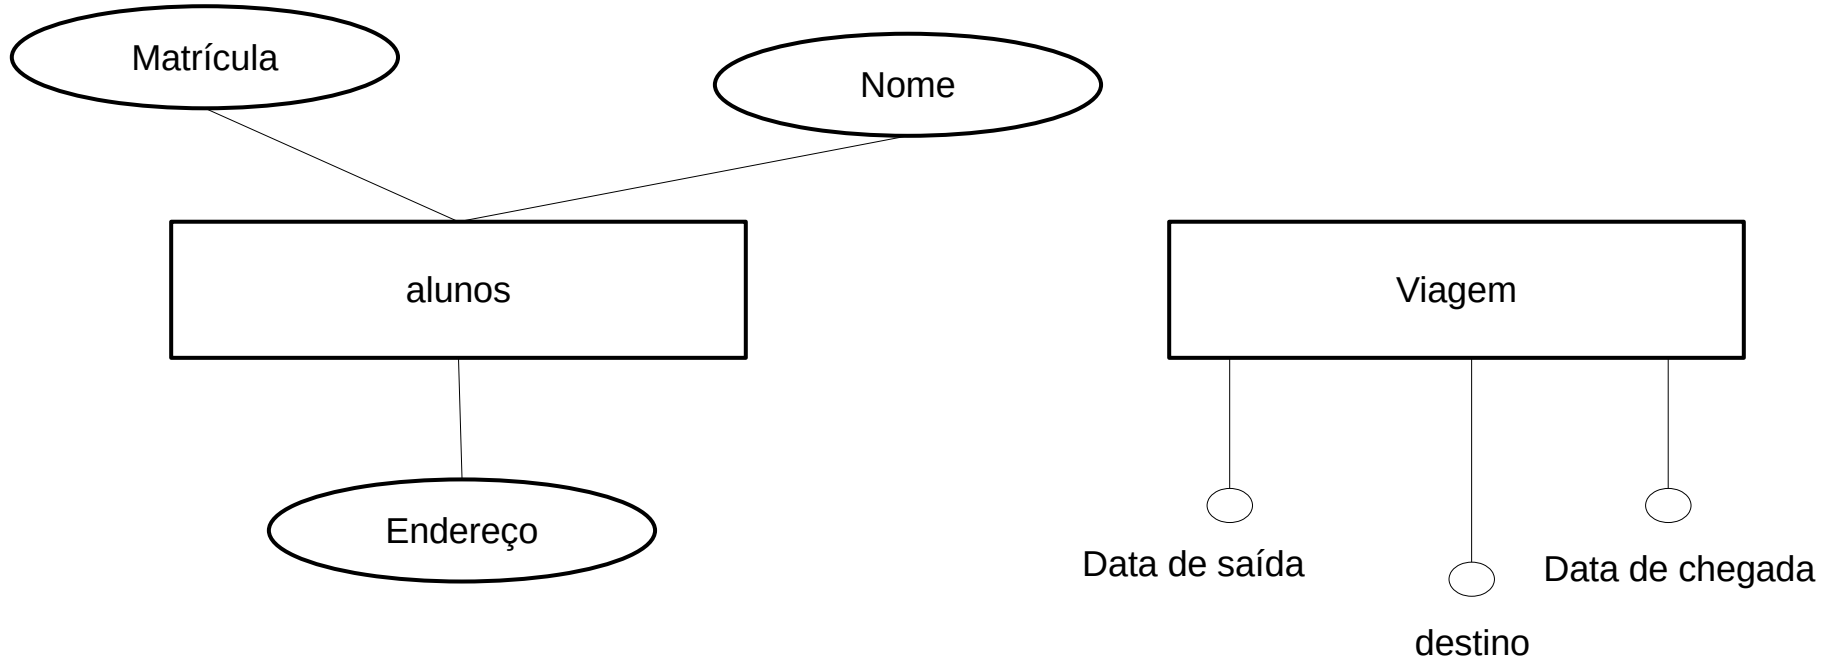 Matrícula
Nome
alunos
Viagem
Endereço
Data de saída
Data de chegada
destino